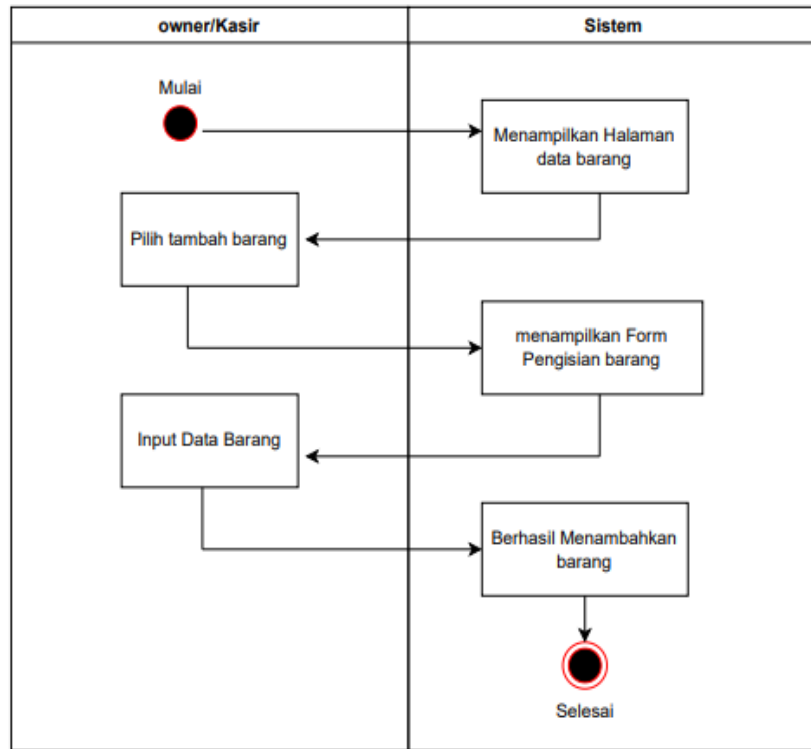 owner/Kasir
Sistem
Mulai
Menampilkan Halaman
data barang
Pilih tambah barang
menampilkan Form
Pengisian barang
Input Data Barang
Berhasil Menambahkan
barang
Selesai